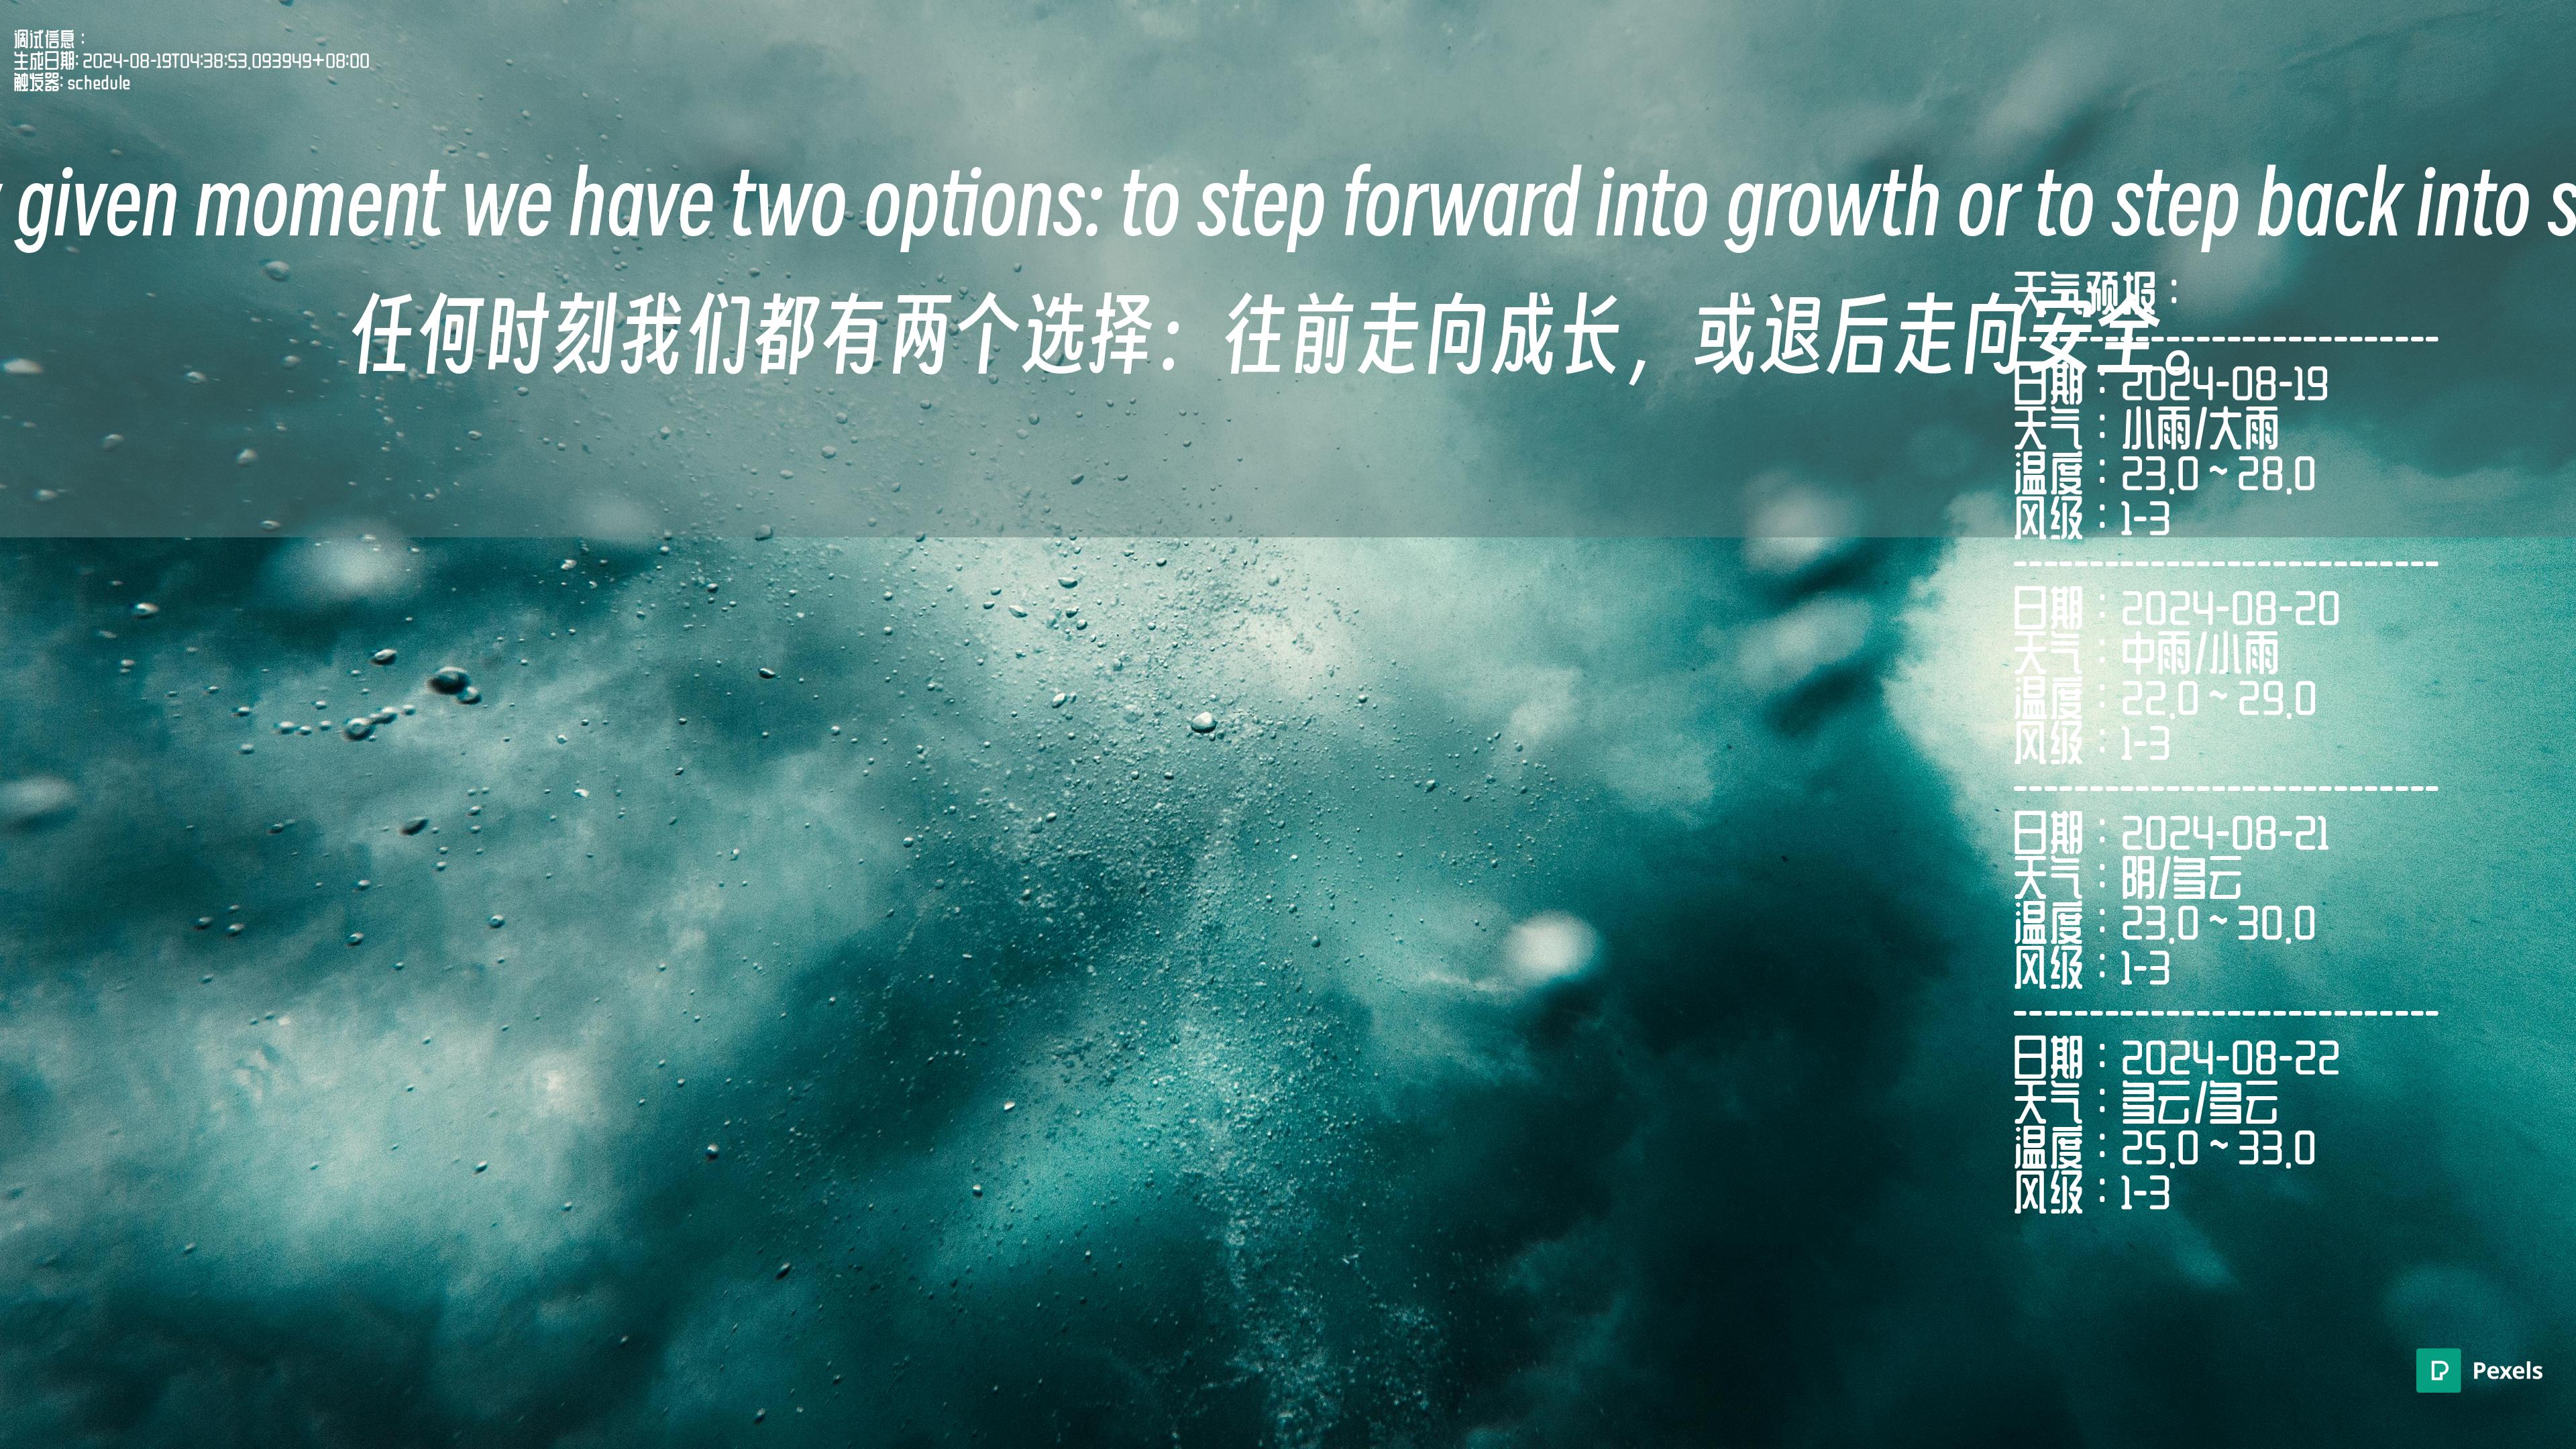 调试信息：
生成日期: 2024-08-19T04:38:53.093949+08:00
触发器: schedule
given moment we have two options: to step forward into growth or to step back into
任何时刻我们都有两个选择：往前走向成长，或退后走向安全。
天气预报：
----------------------------
日期：2024-08-19
天气：小雨/大雨
温度：23.0 ~ 28.0
风级：1-3
----------------------------
日期：2024-08-20
天气：中雨/小雨
温度：22.0 ~ 29.0
风级：1-3
----------------------------
日期：2024-08-21
天气：阴/多云
温度：23.0 ~ 30.0
风级：1-3
----------------------------
日期：2024-08-22
天气：多云/多云
温度：25.0 ~ 33.0
风级：1-3
Pexels